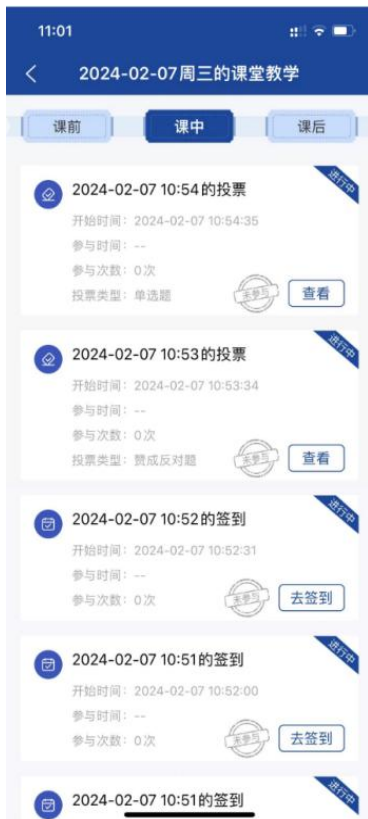 11:01
2024-02-07周三的课堂教学
课前
课中
课后
进行中
2024-02-07 10:54的投票
开始时间：2024-02-07 10:54:35
参与时间：--
参与次数：0次
投票类型：单选题
未参与
查看
进行中
2024-02-07 10:53的投票
开始时间：2024-02-07 10:53:34
参与时间：--
参与次数：0次
投票类型：赞成反对题
未参与
查看
进行中
2024-02-07 10:52的签到
开始时间：2024-02-07 10:52:31
参与时间：--
参与次数：0次
未参与
去签到
进行中
2024-02-07 10:51的签到
开始时间：2024-02-07 10:52:00
参与时间：--
参与次数：0次
未参与
去签到
进行中
2024-02-07 10:51的签到